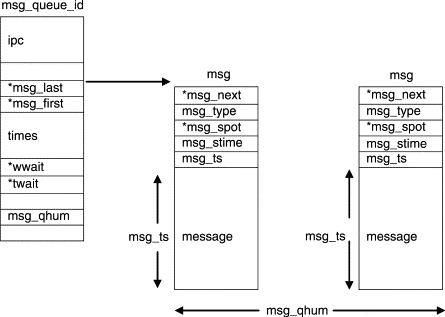 msg_queue_id
ipc
*msg_last
*msg_first
times
*wwait
*twait
msg_qhum
msg
*msg_next
msg_type
*msg_spot
msg_stime
msg_ts
msg_ts
message
msg
*msg_next
msg_type
*msg_spot
msg_stime
msg_ts
msg_ts
message
msg_qhum